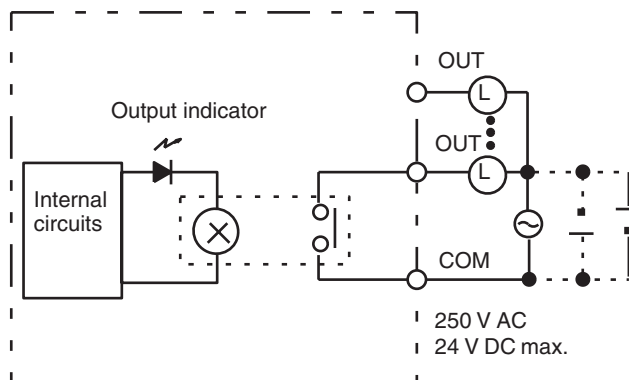 OUT
L
Output indicator
OUT
L
Internal
circuits
COM
250 V AC
24 V DC max.